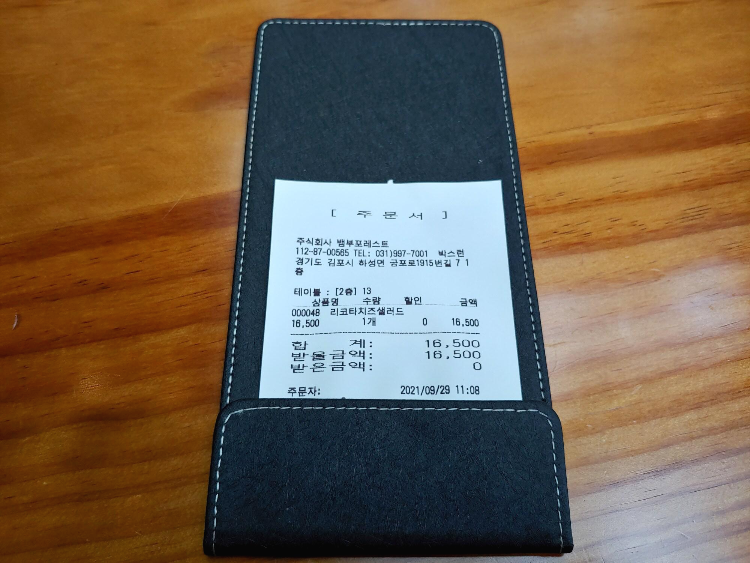 [ 주 문 서 ]
주식회사 뱀부포레스트
112-87-00565 TEL: 031)997-7001 박스런
경기도 김포시 하성면 금포로1915번길 7 1
층
테이블 : [2층] 13
상품명 수량 할인 금액
000048 리코타치즈샐러드
16,500 1개 0 16,500
합 계: 16,500
받을금액: 16,500
받은금액: 0
주문자: 2021/09/29 11:08